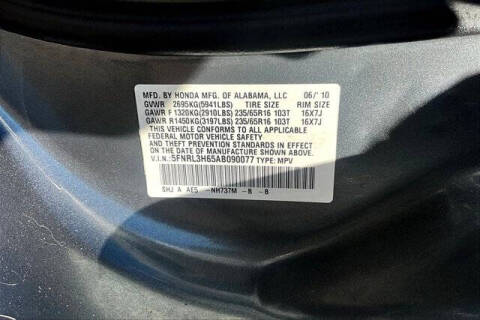 MFD. BY HONDA MFG. OF ALABAMA, LLC 06/'10
GVWR 2695KG(5941LBS) TIRE SIZE RIM SIZE
GAWR F 1320KG(2910LBS) 235/65R16 103T 16X7J
GAWR R 1450KG(3197LBS) 235/65R16 103T 16X7J
THIS VEHICLE CONFORMS TO ALL APPLICABLE
FEDERAL MOTOR VEHICLE SAFETY AND
THEFT PREVENTION STANDARDS IN EFFECT ON
THE DATE OF MANUFACTURE SHOWN ABOVE.
V.I.N.: 5FNRL3H65AB090077 TYPE: MPV
SHJ A AE5 -NH737M -B -B